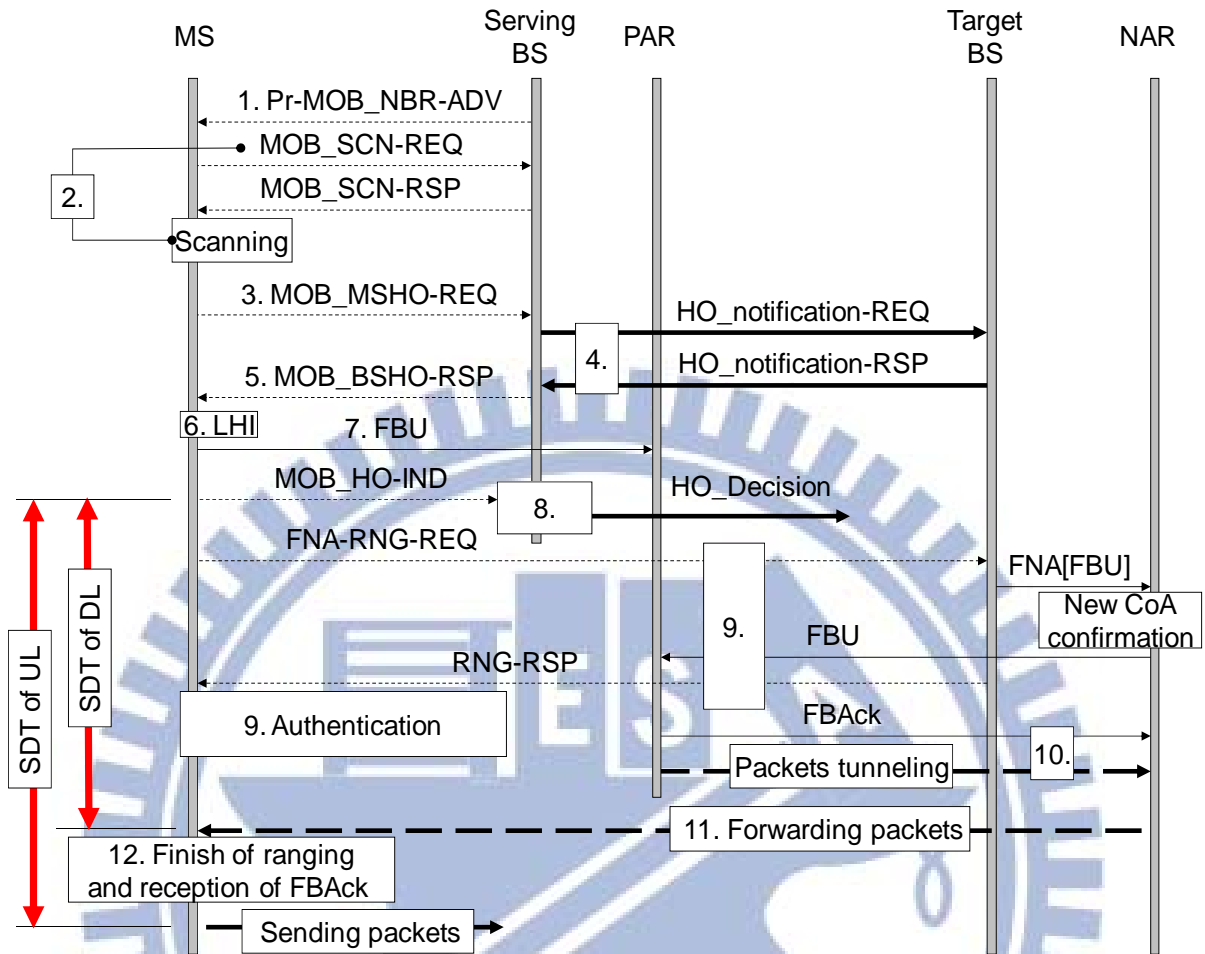 MS
Serving
BS
PAR
Target
BS
NAR
1. Pr-MOB_NBR-ADV
MOB_SCN-REQ
2.
MOB_SCN-RSP
Scanning
3. MOB_MSHO-REQ
HO_notification-REQ
4.
HO_notification-RSP
5. MOB_BSHO-RSP
6. LHI
7. FBU
MOB_HO-IND
8.
HO_Decision
FNA-RNG-REQ
FNA[FBU]
New CoA
confirmation
9.
FBU
RNG-RSP
SDT of UL
SDT of DL
9. Authentication
FBAck
10.
Packets tunneling
11. Forwarding packets
12. Finish of ranging
and reception of FBAck
Sending packets
E S A